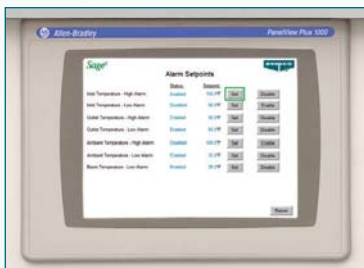 Allen-Bradley PanelView Plus 1000
Sage
Alarm Setpoints
Status Setpoint
Inlet Temperature - High Alarm Enabled Set Disable
Inlet Temperature - Low Alarm Set Enable
Outlet Temperature - High Alarm Enabled Set Disable
Outlet Temperature - Low Alarm Enabled Set Disable
Ambient Temperature - High Alarm Disabled Set Enable
Ambient Temperature - Low Alarm Enabled Set Disable
Basin Temperature - Low Alarm Enabled Set Disable
Return